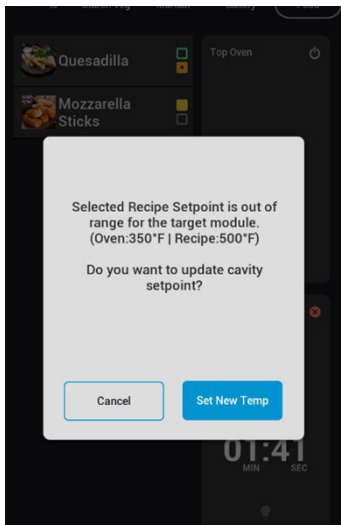 Manual
Quesadilla
Top Oven
Mozzarella
Sticks
Selected Recipe Setpoint is out of
range for the target module.
(Oven:350°F | Recipe:500°F)
Do you want to update cavity
setpoint?
Cancel
Set New Temp
01:41
MIN
SEC